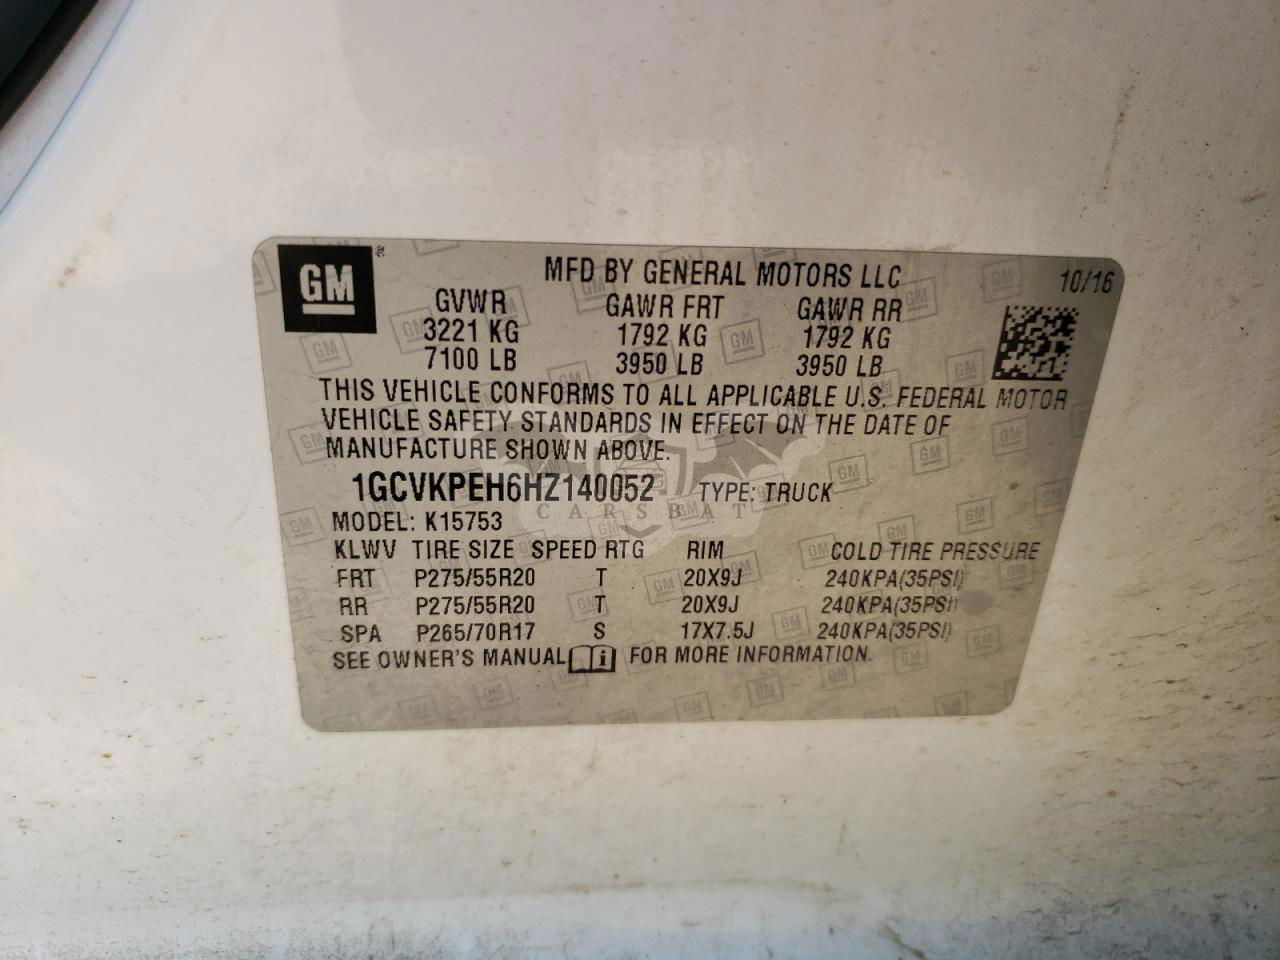 GM ® MFD BY GENERAL MOTORS LLC 10/16
GVWR GAWR FRT GAWR RR
3221 KG 1792 KG 1792 KG
7100 LB 3950 LB 3950 LB
THIS VEHICLE CONFORMS TO ALL APPLICABLE U.S. FEDERAL MOTOR
VEHICLE SAFETY STANDARDS IN EFFECT ON THE DATE OF
MANUFACTURE SHOWN ABOVE.
1GCVKPEH6HZ140052 TYPE: TRUCK
CARSBAT
MODEL: K15753
KLWV TIRE SIZE SPEED RTG RIM COLD TIRE PRESSURE
FRT P275/55R20 T 20X9J 240KPA(35PSI)
RR P275/55R20 T 20X9J 240KPA(35PSI)
SPA P265/70R17 S 17X7.5J 240KPA(35PSI)
SEE OWNER'S MANUAL i FOR MORE INFORMATION.